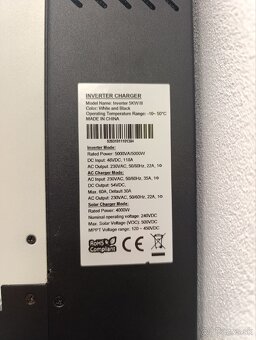 INVERTER CHARGER
Model Name: Inverter 5KW III
Color: White and Black
Operating Temperature Range: -10~ 50°C
MADE IN CHINA
Inverter Mode:
Rated Power: 5000VA/5000W
DC Input: 48VDC, 118A
AC Output: 230VAC, 50/60Hz, 22A, 1Φ
AC Charger Mode:
AC Input: 230VAC, 50/60Hz, 35A, 1Φ
DC Output: 54VDC,
Max. 60A, Default 30A
AC Output: 230VAC, 50/60Hz, 22A, 1Φ
Solar Charger Mode:
Rated Power: 4000W
Nominal operating voltage: 240VDC
Max. Solar Voltage (VOC): 500VDC
MPPT Voltage range: 120 ~ 450VDC
RoHS
Compliant
CE